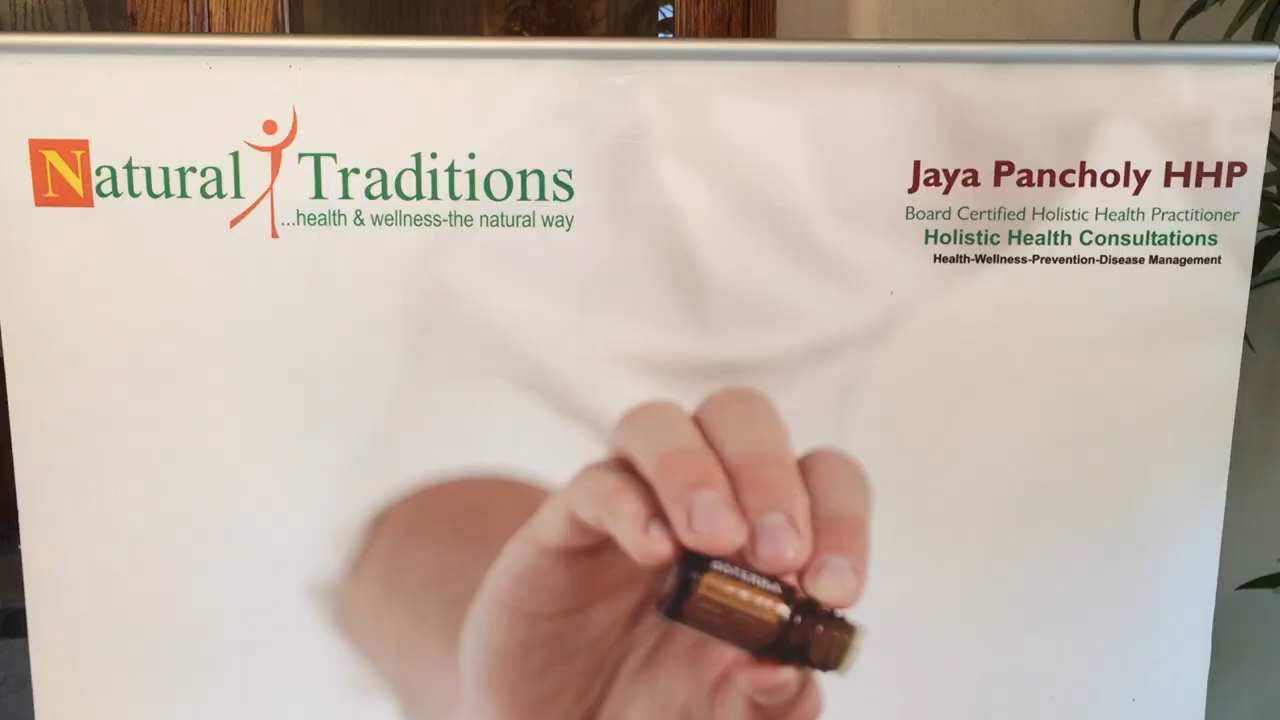 Natural Traditions
...health & wellness-the natural way
Jaya Pancholy HHP
Board Certified Holistic Health Practitioner
Holistic Health Consultations
Health-Wellness-Prevention-Disease Management